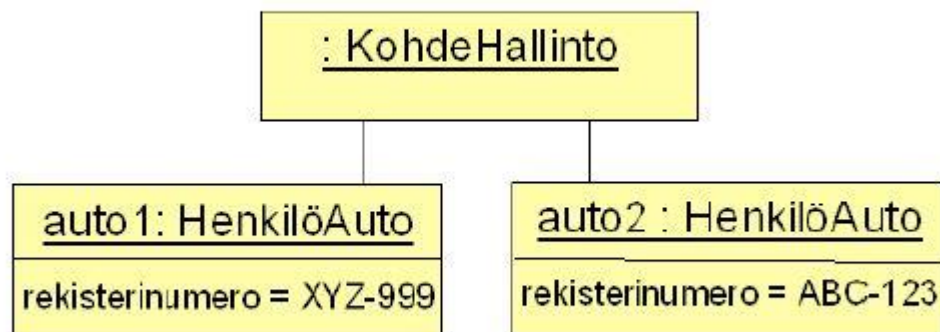 : KohdeHallinto
auto1: HenkilöAuto
rekisterinumero = XYZ-999
auto2 : HenkilöAuto
rekisterinumero = ABC-123